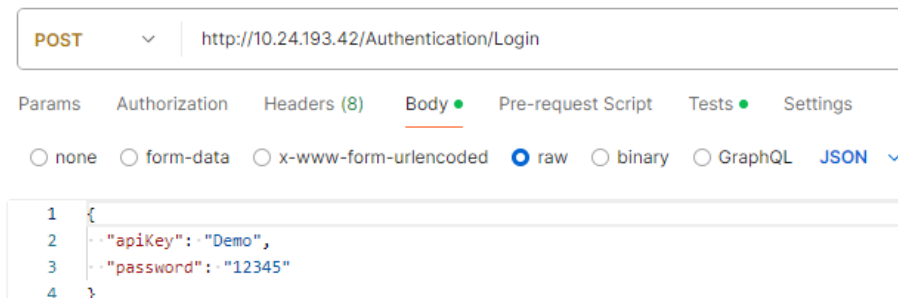 POST http://10.24.193.42/Authentication/Login
Params Authorization Headers (8) Body Pre-request Script Tests Settings
none form-data x-www-form-urlencoded raw binary GraphQL JSON
1 {
2 "apiKey": "Demo",
3 "password": "12345"
4 }